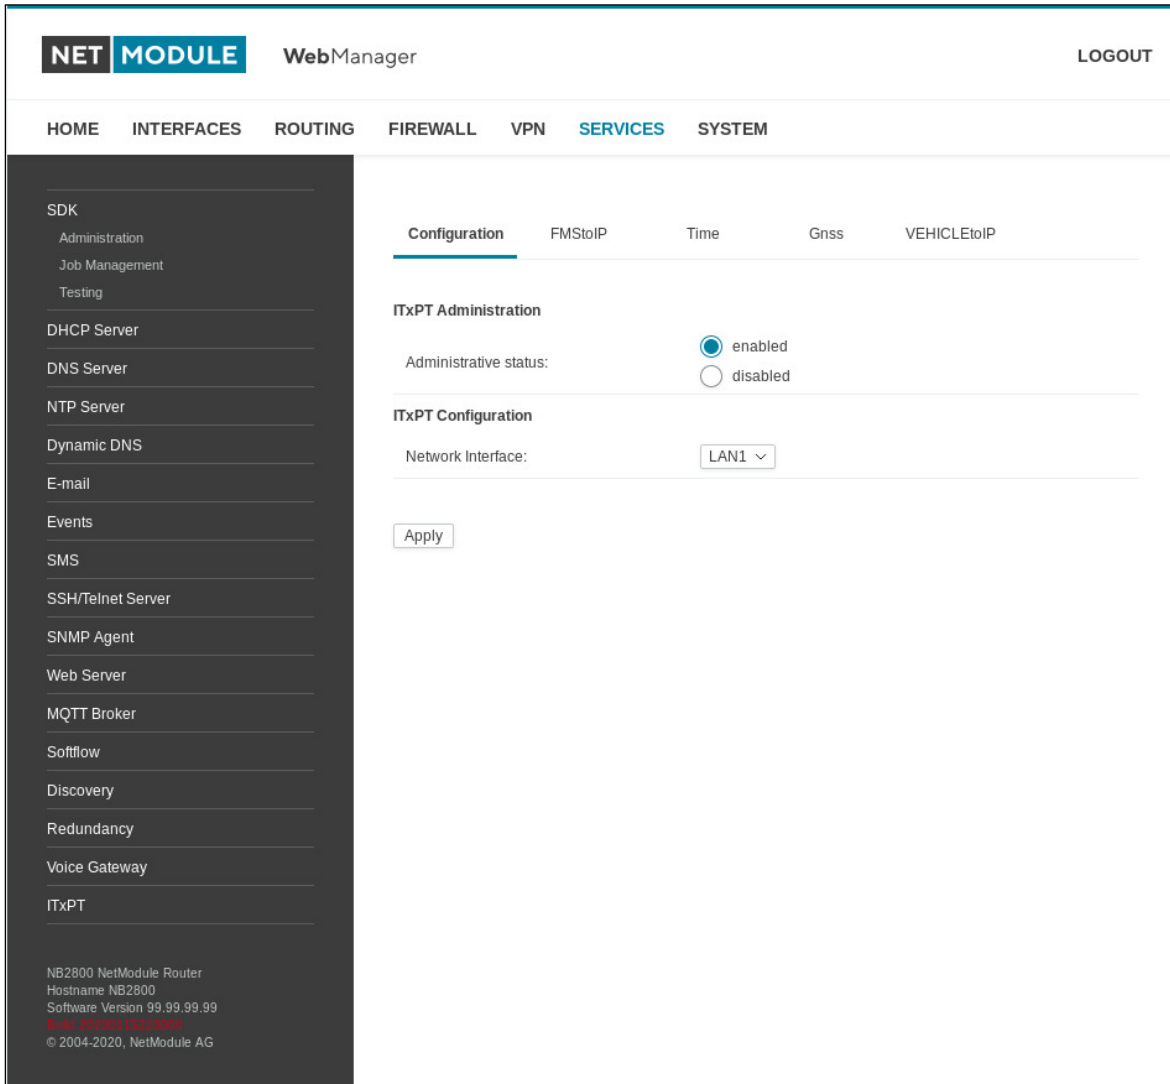 NET MODULE WebManager LOGOUT
HOME INTERFACES ROUTING FIREWALL VPN SERVICES SYSTEM
SDK
Administration
Job Management
Testing
DHCP Server
DNS Server
NTP Server
Dynamic DNS
E-mail
Events
SMS
SSH/Telnet Server
SNMP Agent
Web Server
MQTT Broker
Softflow
Discovery
Redundancy
Voice Gateway
ITxPT
NB2800 NetModule Router
Hostname NB2800
Software Version 99.99.99.99
Build
© 2004-2020, NetModule AG
Configuration FMStoIP Time Gnss VEHICLEtoIP
ITxPT Administration
Administrative status:
enabled
disabled
ITxPT Configuration
Network Interface: LAN1
Apply